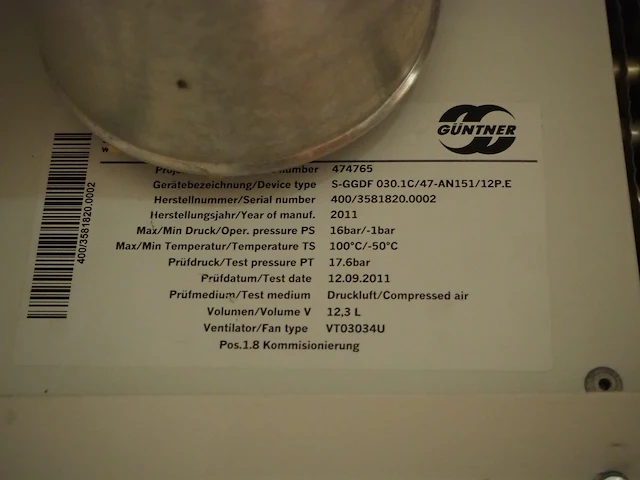 GÜNTNER
number 474765
Gerätebezeichnung/Device type S-GGDF 030.1C/47-AN151/12P.E
Herstellnummer/Serial number 400/3581820.0002
Herstellungsjahr/Year of manuf. 2011
Max/Min Druck/Oper. pressure PS 16bar/-1bar
Max/Min Temperatur/Temperature TS 100°C/-50°C
Prüfdruck/Test pressure PT 17.6bar
Prüfdatum/Test date 12.09.2011
Prüfmedium/Test medium Druckluft/Compressed air
Volumen/Volume V 12,3 L
Ventilator/Fan type VT03034U
Pos.1.8 Kommisionierung
400/3581820.0002